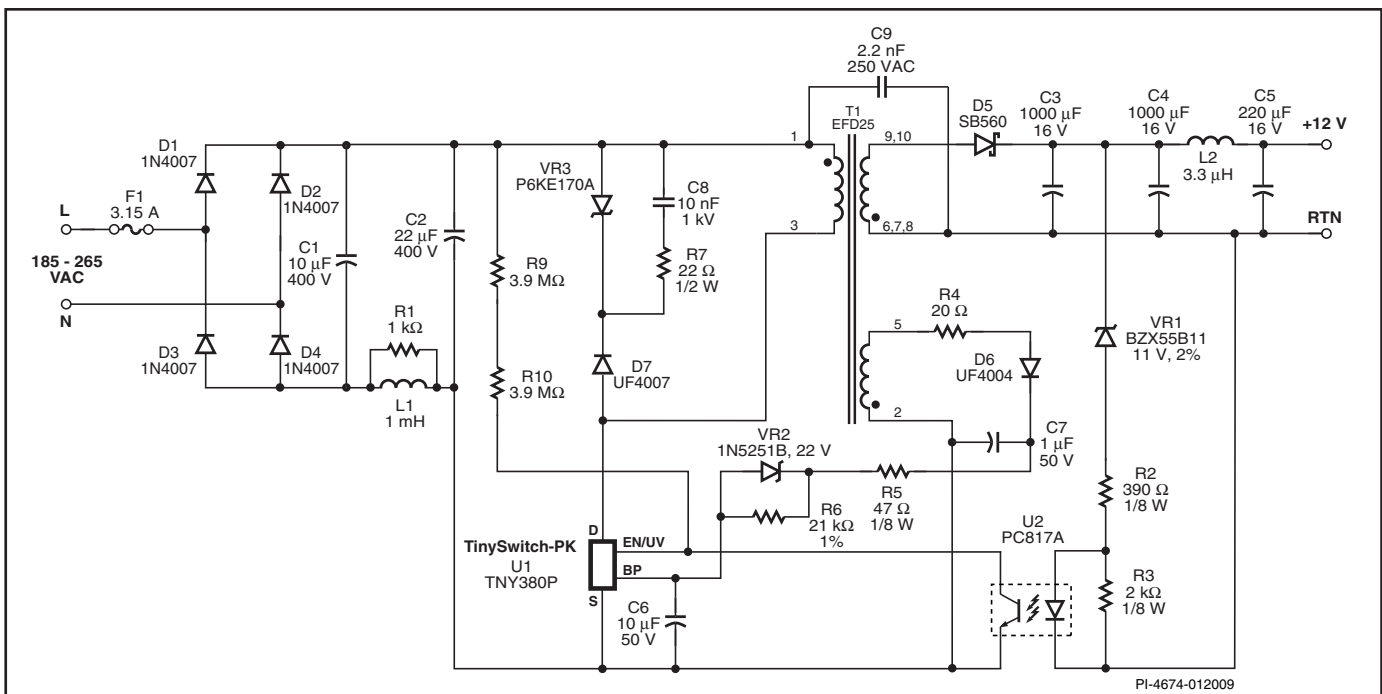 C9
2.2 nF
250 VAC
T1
EFD25
D5
SB560
C3
1000 µF
16 V
C4
1000 µF
16 V
C5
220 µF
16 V
+12 V
L2
3.3 µH
RTN
1
3
9,10
6,7,8
D1
1N4007
D2
1N4007
F1
3.15 A
L
185 - 265
VAC
N
D3
1N4007
D4
1N4007
C1
10 µF
400 V
C2
22 µF
400 V
R1
1 kΩ
L1
1 mH
R9
3.9 MΩ
R10
3.9 MΩ
VR3
P6KE170A
C8
10 nF
1 kV
R7
22 Ω
1/2 W
D7
UF4007
5
R4
20 Ω
D6
UF4004
2
C7
1 µF
50 V
VR2
1N5251B, 22 V
R5
47 Ω
1/8 W
R6
21 kΩ
1%
VR1
BZX55B11
11 V, 2%
R2
390 Ω
1/8 W
R3
2 kΩ
1/8 W
U2
PC817A
TinySwitch-PK
U1
TNY380P
D
EN/UV
BP
S
C6
10 µF
50 V
PI-4674-012009